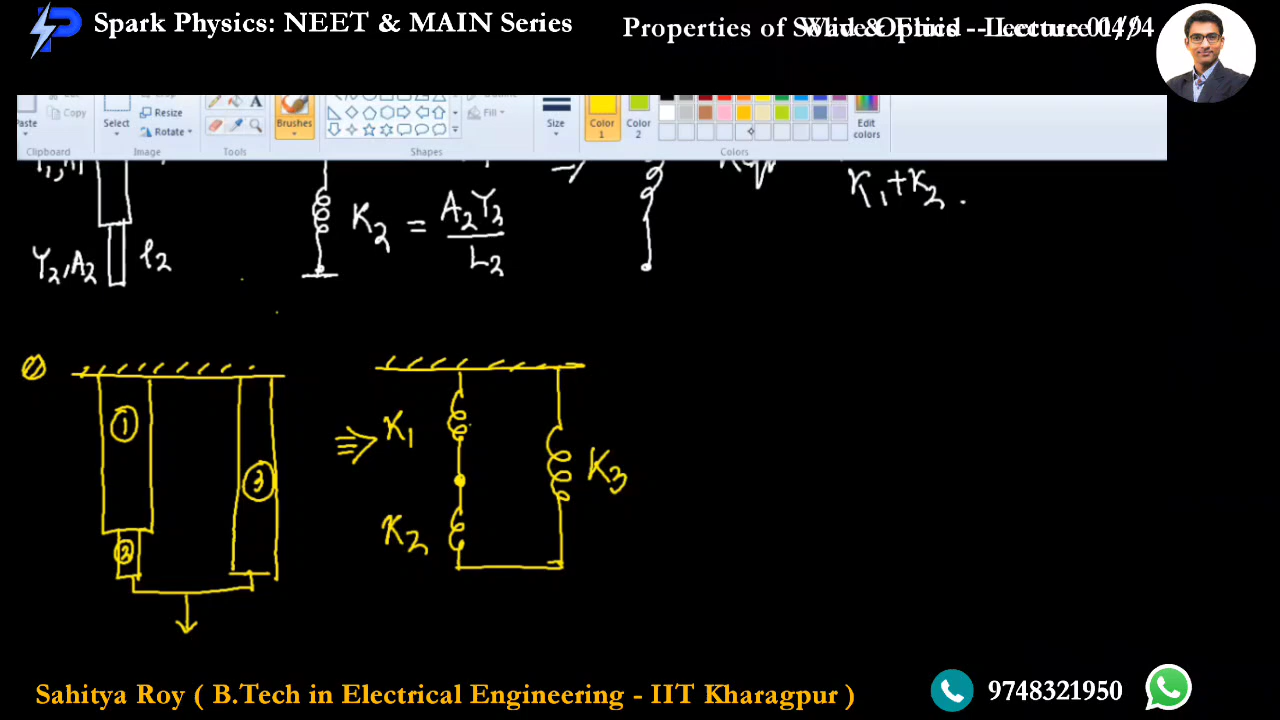 Spark Physics: NEET & MAIN Series
Copy
Select
Resize
Rotate
Brushes
Fill
Size
Color 1
Color 2
Edit colors
Clipboard
Image
Tools
Shapes
Colors
K₂ = A₂Y₂ / L₂
K₁+K₂.
Y₂,A₂ l₂
① ② ③
⇛ K₁
K₂
K₃
Sahitya Roy ( B.Tech in Electrical Engineering - IIT Kharagpur )
9748321950